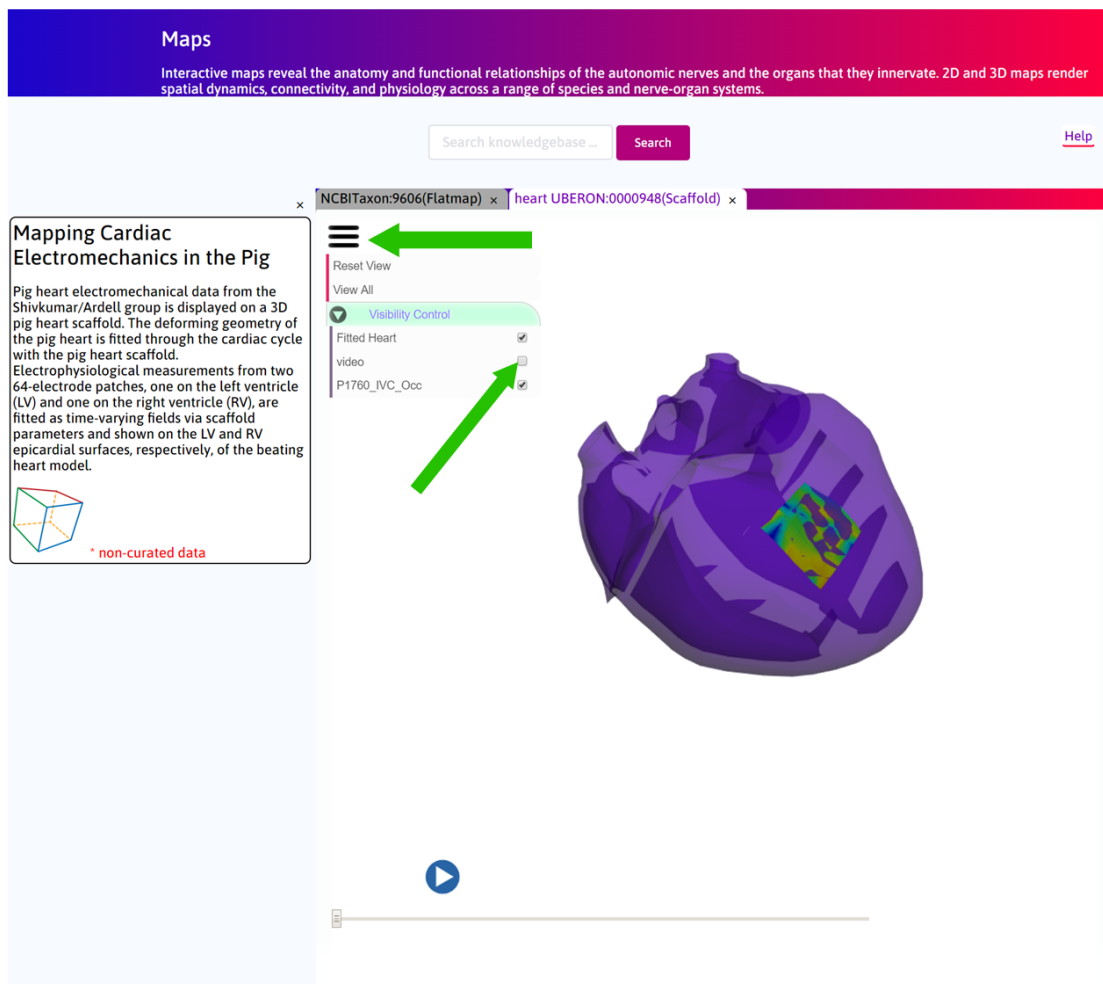 Maps
Interactive maps reveal the anatomy and functional relationships of the autonomic nerves and the organs that they innervate. 2D and 3D maps render
spatial dynamics, connectivity, and physiology across a range of species and nerve-organ systems.
Search knowledgebase ...
Search
Help
×
NCBITaxon:9606(Flatmap) ×
heart UBERON:0000948(Scaffold) ×
Mapping Cardiac
Electromechanics in the Pig
Pig heart electromechanical data from the
Shivkumar/Ardell group is displayed on a 3D
pig heart scaffold. The deforming geometry of
the pig heart is fitted through the cardiac cycle
with the pig heart scaffold.
Electrophysiological measurements from two
64-electrode patches, one on the left ventricle
(LV) and one on the right ventricle (RV), are
fitted as time-varying fields via scaffold
parameters and shown on the LV and RV
epicardial surfaces, respectively, of the beating
heart model.
* non-curated data
Reset View
View All
Visibility Control
Fitted Heart
video
P1760_IVC_Occ